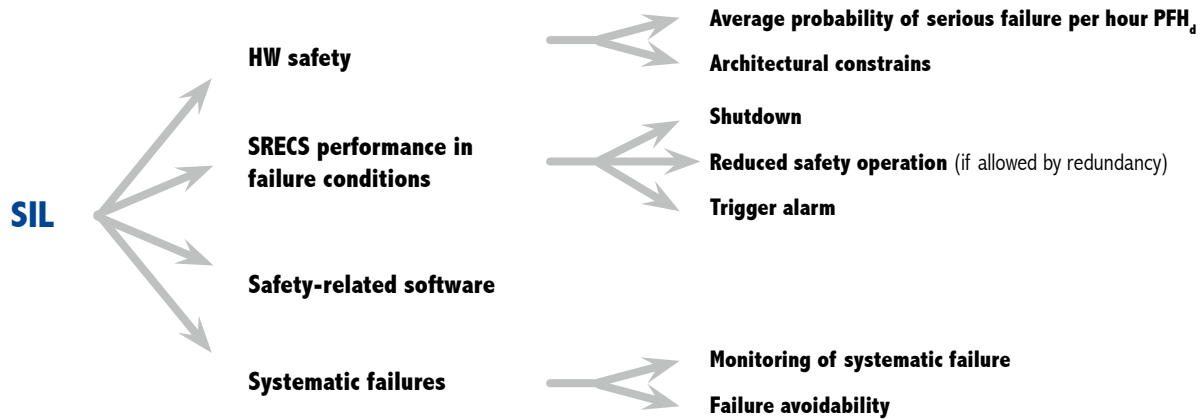 SIL
HW safety
Average probability of serious failure per hour PFHd
Architectural constrains
SRECS performance in
failure conditions
Shutdown
Reduced safety operation (if allowed by redundancy)
Trigger alarm
Safety-related software
Systematic failures
Monitoring of systematic failure
Failure avoidability